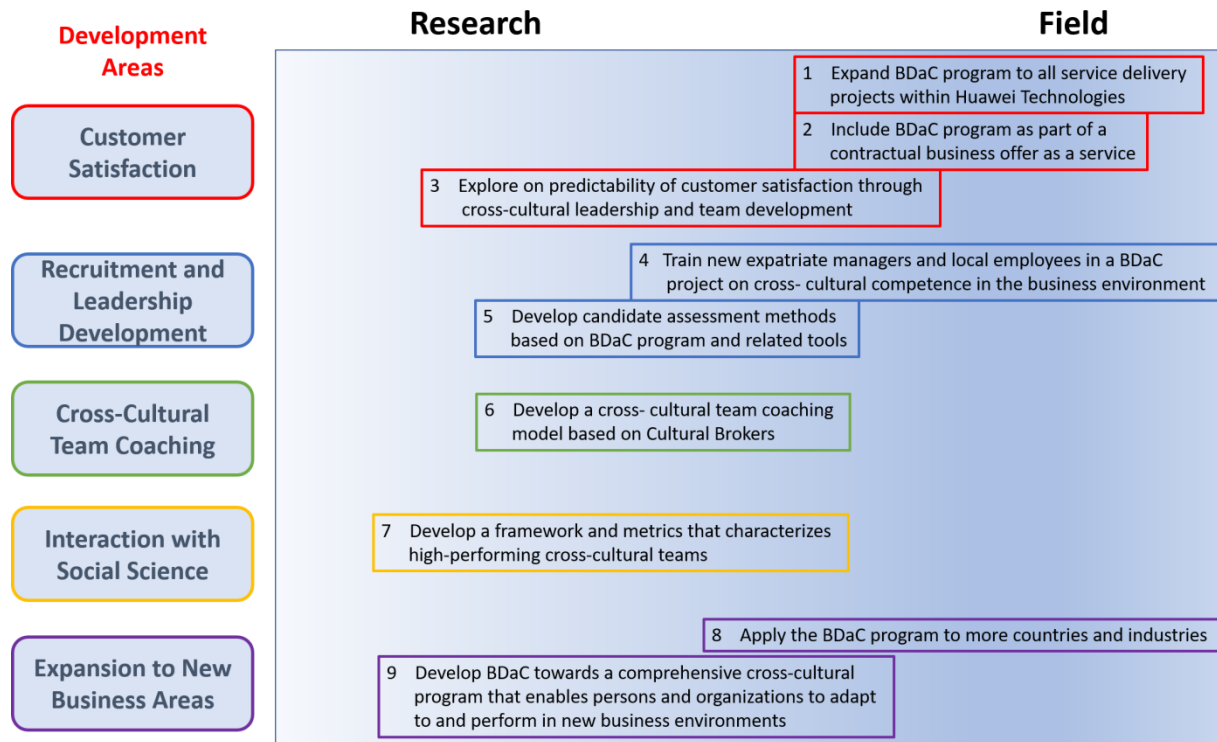 Research
Field
Development
Areas
Customer
Satisfaction
1 Expand BDaC program to all service delivery
projects within Huawei Technologies
2 Include BDaC program as part of a
contractual business offer as a service
3 Explore on predictability of customer satisfaction through
cross-cultural leadership and team development
Recruitment and
Leadership
Development
4 Train new expatriate managers and local employees in a BDaC
project on cross- cultural competence in the business environment
5 Develop candidate assessment methods
based on BDaC program and related tools
Cross-Cultural
Team Coaching
6 Develop a cross- cultural team coaching
model based on Cultural Brokers
Interaction with
Social Science
7 Develop a framework and metrics that characterizes
high-performing cross-cultural teams
Expansion to New
Business Areas
8 Apply the BDaC program to more countries and industries
9 Develop BDaC towards a comprehensive cross-cultural
program that enables persons and organizations to adapt
to and perform in new business environments